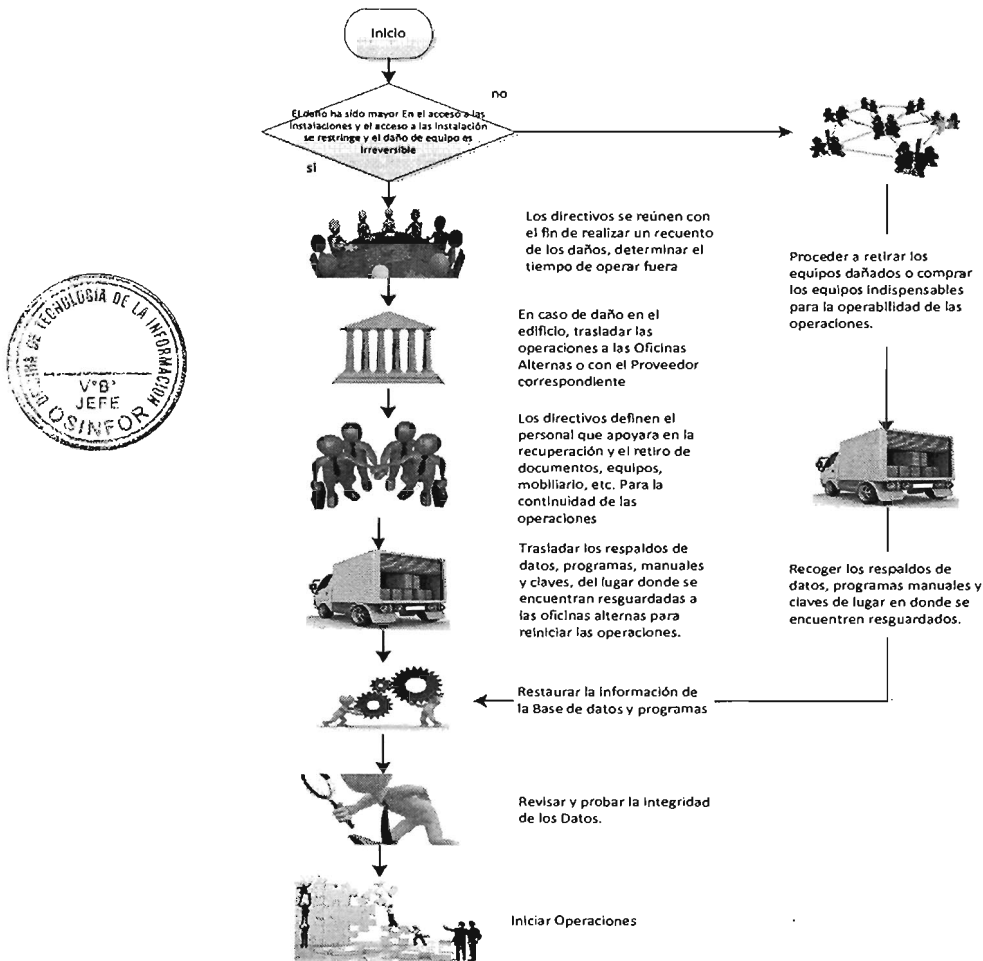 Inicio
no
El daño ha sido mayor En el acceso a las
instalaciones y el acceso a las instalación
se restringe y el daño de equipo es
irreversible
si
Los directivos se reúnen con
el fin de realizar un recuento
de los daños, determinar el
tiempo de operar fuera
Proceder a retirar los
equipos dañados o comprar
los equipos indispensables
para la operabilidad de las
operaciones.
En caso de daño en el
edificio, trasladar las
operaciones a las Oficinas
Alternas o con el Proveedor
correspondiente
OFICINA DE TECNOLOGIA DE LA INFORMACION
V°B°
JEFE
OSINFOR
Los directivos definen el
personal que apoyara en la
recuperación y el retiro de
documentos, equipos,
mobiliario, etc. Para la
continuidad de las
operaciones
Trasladar los respaldos de
datos, programas, manuales
y claves, del lugar donde se
encuentran resguardadas a
las oficinas alternas para
reiniciar las operaciones.
Recoger los respaldos de
datos, programas manuales y
claves de lugar en donde se
encuentren resguardados.
Restaurar la información de
la Base de datos y programas
Revisar y probar la integridad
de los Datos.
Iniciar Operaciones